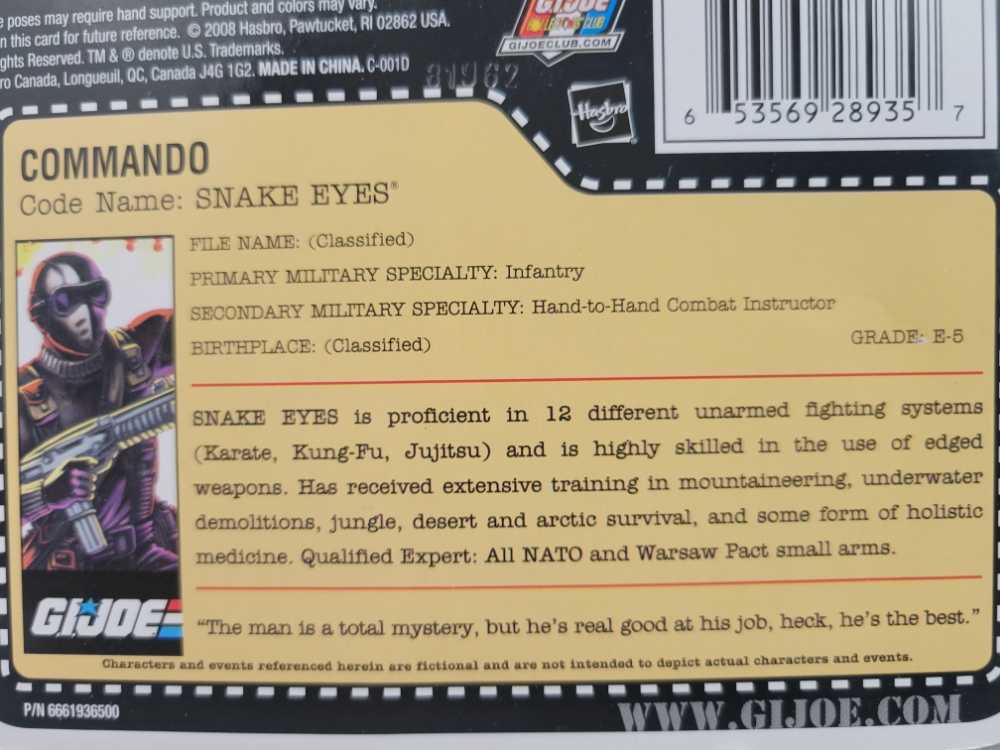 e poses may require hand support. Product and colors may vary.
n this card for future reference. © 2008 Hasbro, Pawtucket, RI 02862 USA.
ghts Reserved. TM & ® denote U.S. Trademarks.
ro Canada, Longueuil, QC, Canada J4G 1G2. MADE IN CHINA. C-001D
81962
GIJOE
CLUB
GIJOECLUB.COM
Hasbro
6 53569 28935 7
COMMANDO
Code Name: SNAKE EYES®
FILE NAME: (Classified)
PRIMARY MILITARY SPECIALTY: Infantry
SECONDARY MILITARY SPECIALTY: Hand-to-Hand Combat Instructor
BIRTHPLACE: (Classified) GRADE: E-5
SNAKE EYES is proficient in 12 different unarmed fighting systems
(Karate, Kung-Fu, Jujitsu) and is highly skilled in the use of edged
weapons. Has received extensive training in mountaineering, underwater
demolitions, jungle, desert and arctic survival, and some form of holistic
medicine. Qualified Expert: All NATO and Warsaw Pact small arms.
GIJOE
“The man is a total mystery, but he's real good at his job, heck, he's the best.”
Characters and events referenced herein are fictional and are not intended to depict actual characters and events.
P/N 6661936500
WWW.GIJOE.COM